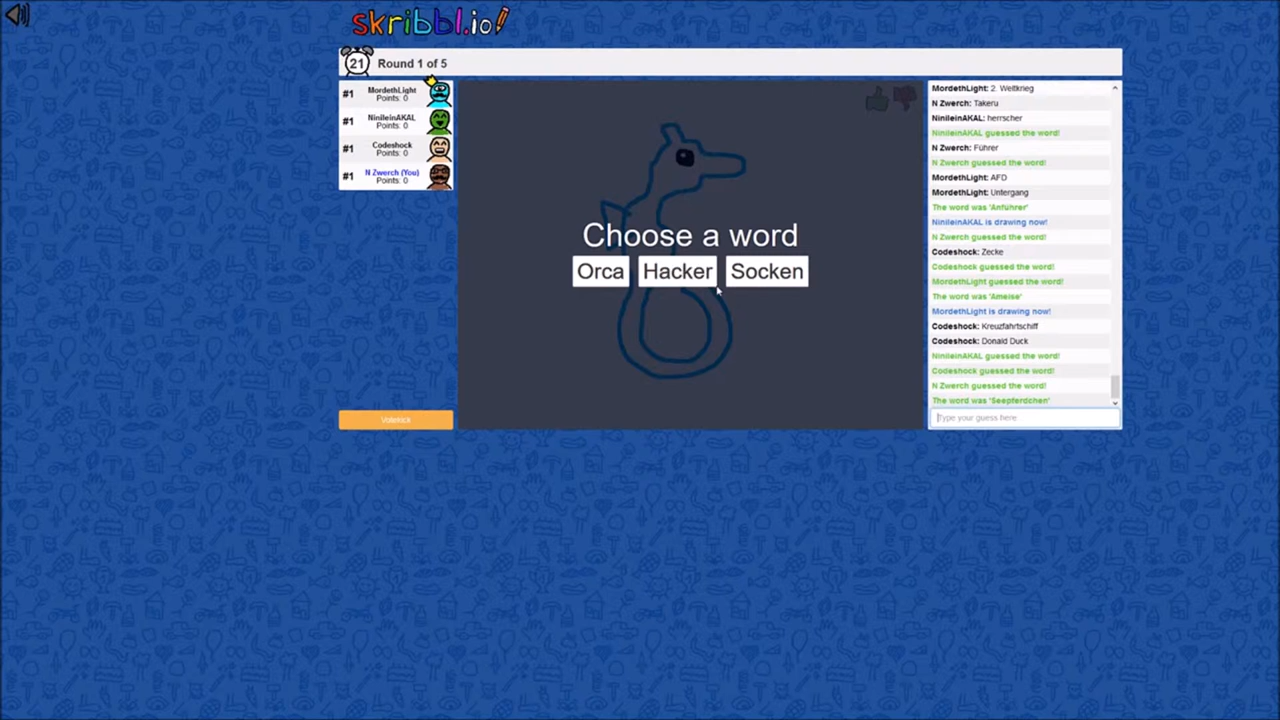 skribbl.io!
21
Round 1 of 5
#1 MordethLight
Points: 0
#1 NinileinAKAL
Points: 0
#1 Codeshock
Points: 0
#1 N Zwerch (You)
Points: 0
Votekick
Choose a word
Orca Hacker Socken
MordethLight: 2. Weltkrieg
N Zwerch: Takeru
NinileinAKAL: herrscher
NinileinAKAL guessed the word!
N Zwerch: Führer
N Zwerch guessed the word!
MordethLight: AFD
MordethLight: Untergang
The word was 'Anführer'
NinileinAKAL is drawing now!
N Zwerch guessed the word!
Codeshock: Zecke
Codeshock guessed the word!
MordethLight guessed the word!
The word was 'Ameise'
MordethLight is drawing now!
Codeshock: Kreuzfahrtschiff
Codeshock: Donald Duck
NinileinAKAL guessed the word!
Codeshock guessed the word!
N Zwerch guessed the word!
The word was 'Seepferdchen'
Type your guess here